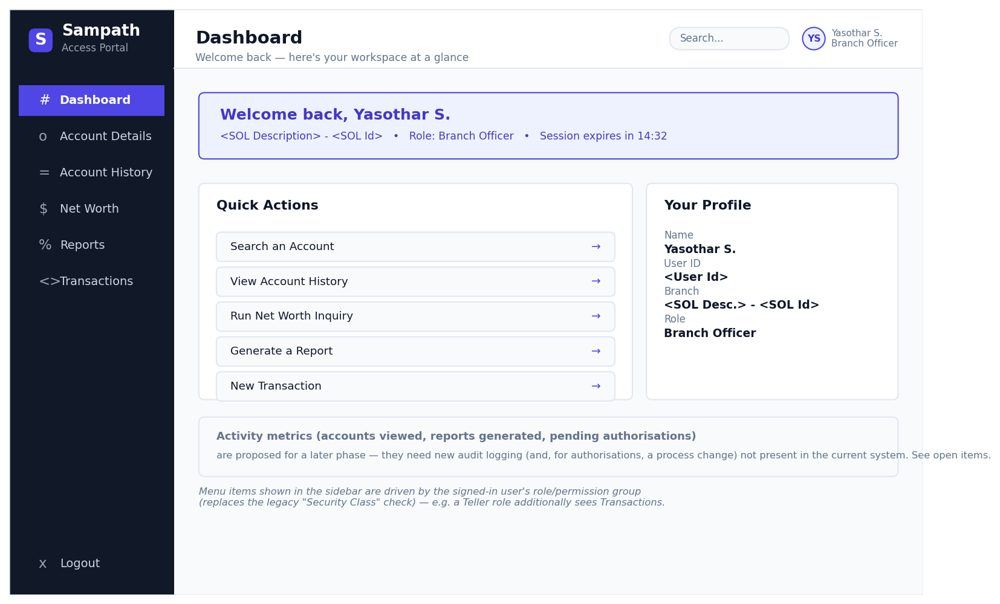 S
Sampath
Access Portal
# Dashboard
o Account Details
= Account History
$ Net Worth
% Reports
<> Transactions
x Logout
Dashboard
Welcome back — here's your workspace at a glance
Search...
YS
Yasothar S.
Branch Officer
Welcome back, Yasothar S.
<SOL Description> - <SOL Id> • Role: Branch Officer • Session expires in 14:32
Quick Actions
Search an Account →
View Account History →
Run Net Worth Inquiry →
Generate a Report →
New Transaction →
Your Profile
Name
Yasothar S.
User ID
<User Id>
Branch
<SOL Desc.> - <SOL Id>
Role
Branch Officer
Activity metrics (accounts viewed, reports generated, pending authorisations)
are proposed for a later phase — they need new audit logging (and, for authorisations, a process change) not present in the current system. See open items.
Menu items shown in the sidebar are driven by the signed-in user's role/permission group
(replaces the legacy "Security Class" check) — e.g. a Teller role additionally sees Transactions.